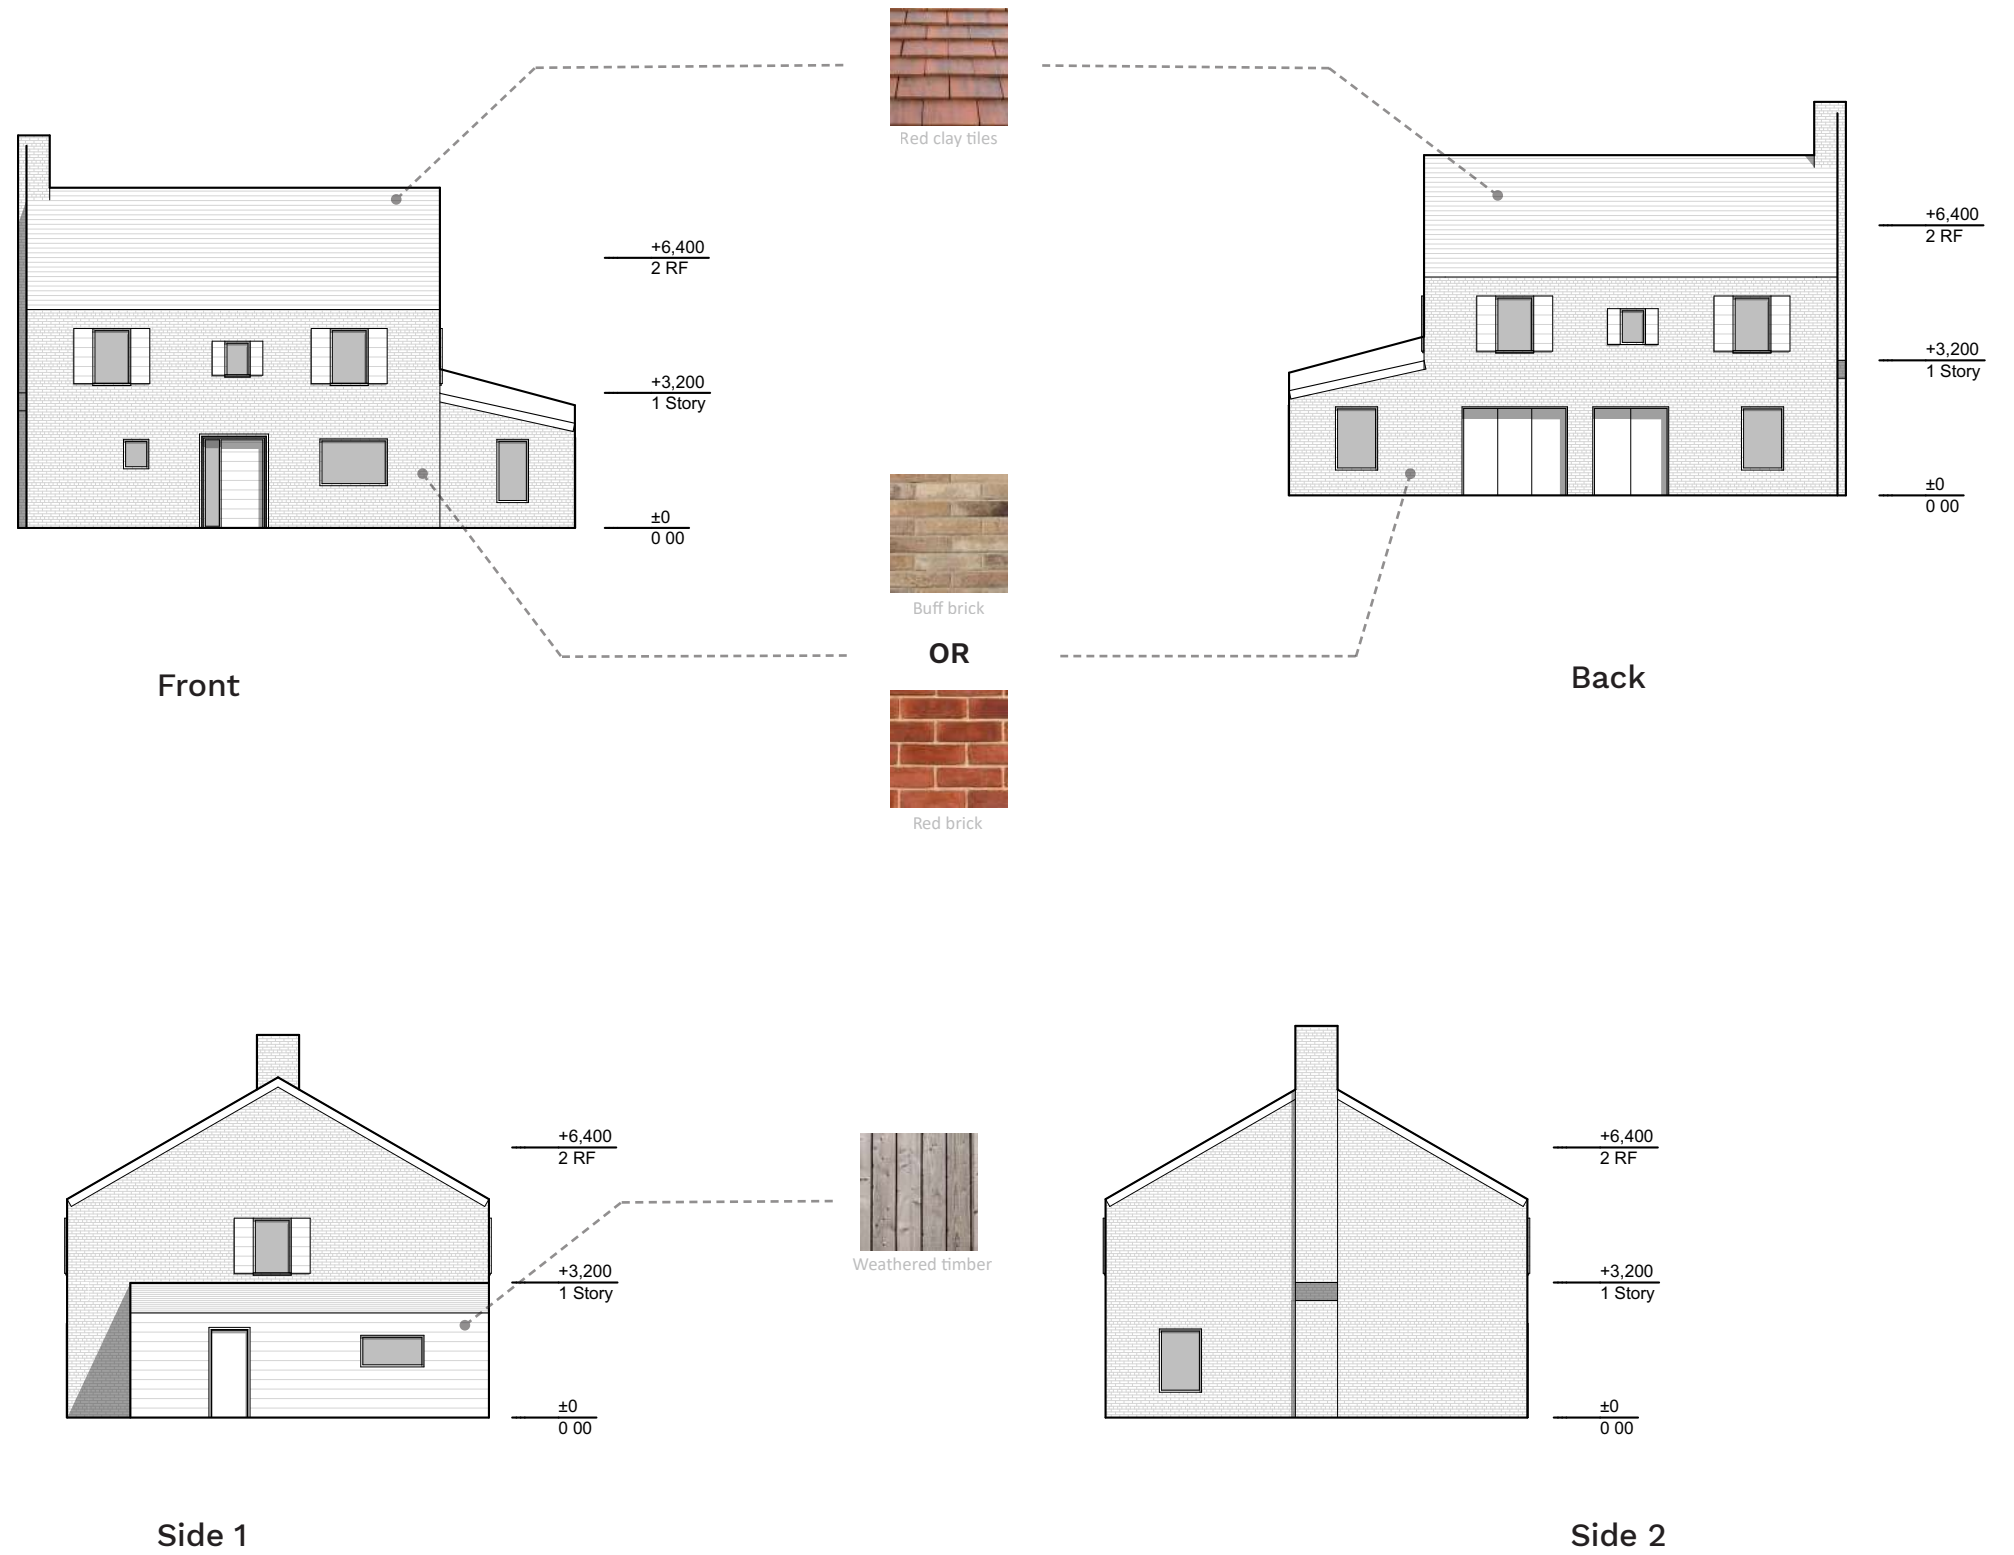 Red clay tiles
+6,400
2 RF
+3,200
1 Story
±0
0 00
+6,400
2 RF
+3,200
1 Story
±0
0 00
Buff brick
OR
Red brick
Front
Back
+6,400
2 RF
+3,200
1 Story
±0
0 00
Weathered timber
+6,400
2 RF
+3,200
1 Story
±0
0 00
Side 1
Side 2